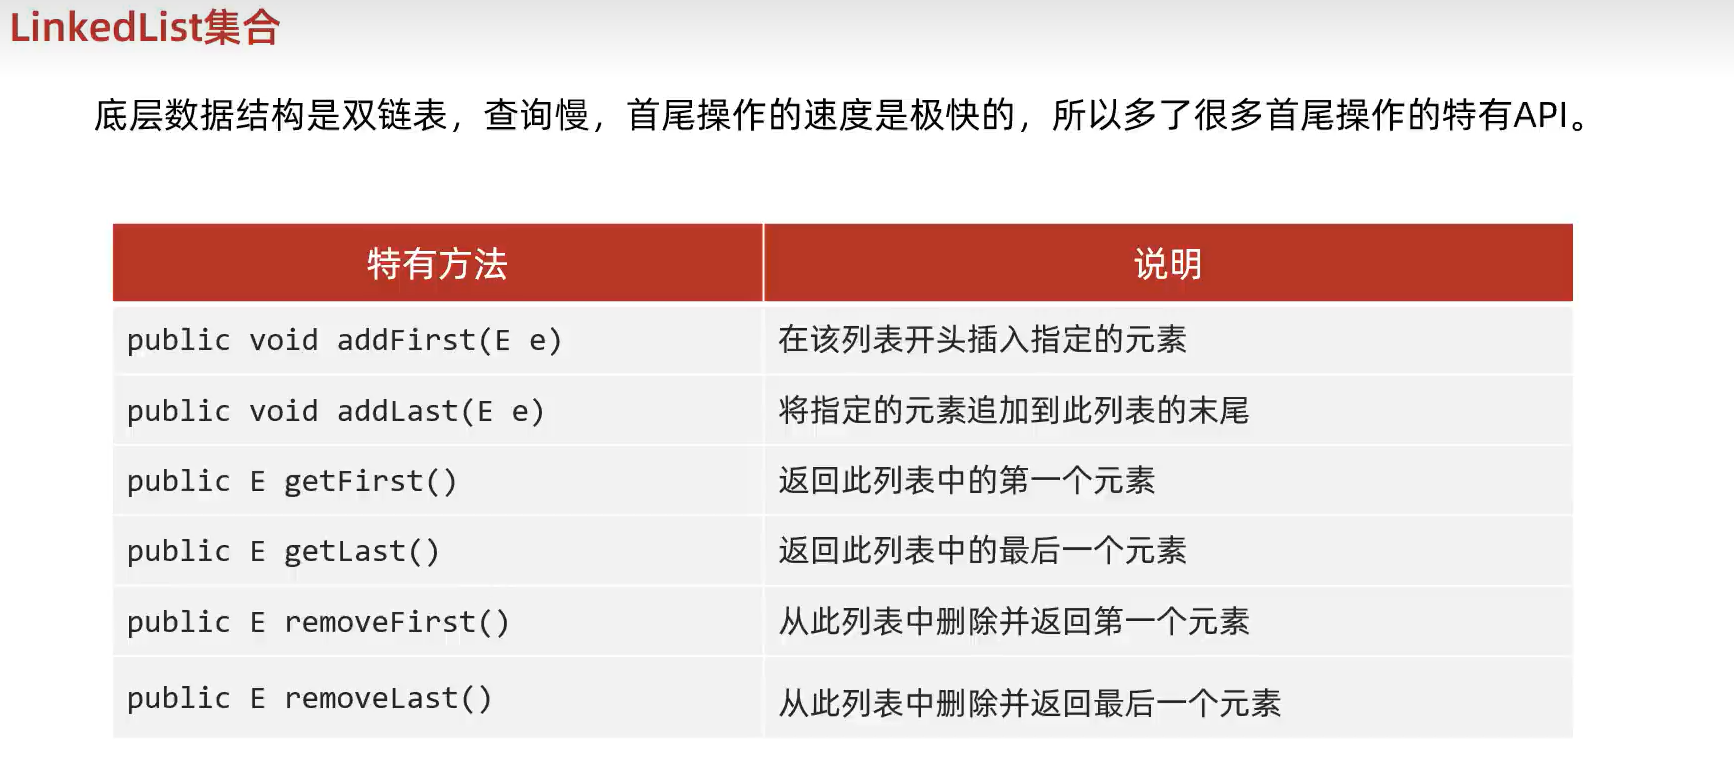 LinkedList集合
底层数据结构是双链表，查询慢，首尾操作的速度是极快的，所以多了很多首尾操作的特有API。
特有方法 说明
public void addFirst(E e) 在该列表开头插入指定的元素
public void addLast(E e) 将指定的元素追加到此列表的末尾
public E getFirst() 返回此列表中的第一个元素
public E getLast() 返回此列表中的最后一个元素
public E removeFirst() 从此列表中删除并返回第一个元素
public E removeLast() 从此列表中删除并返回最后一个元素